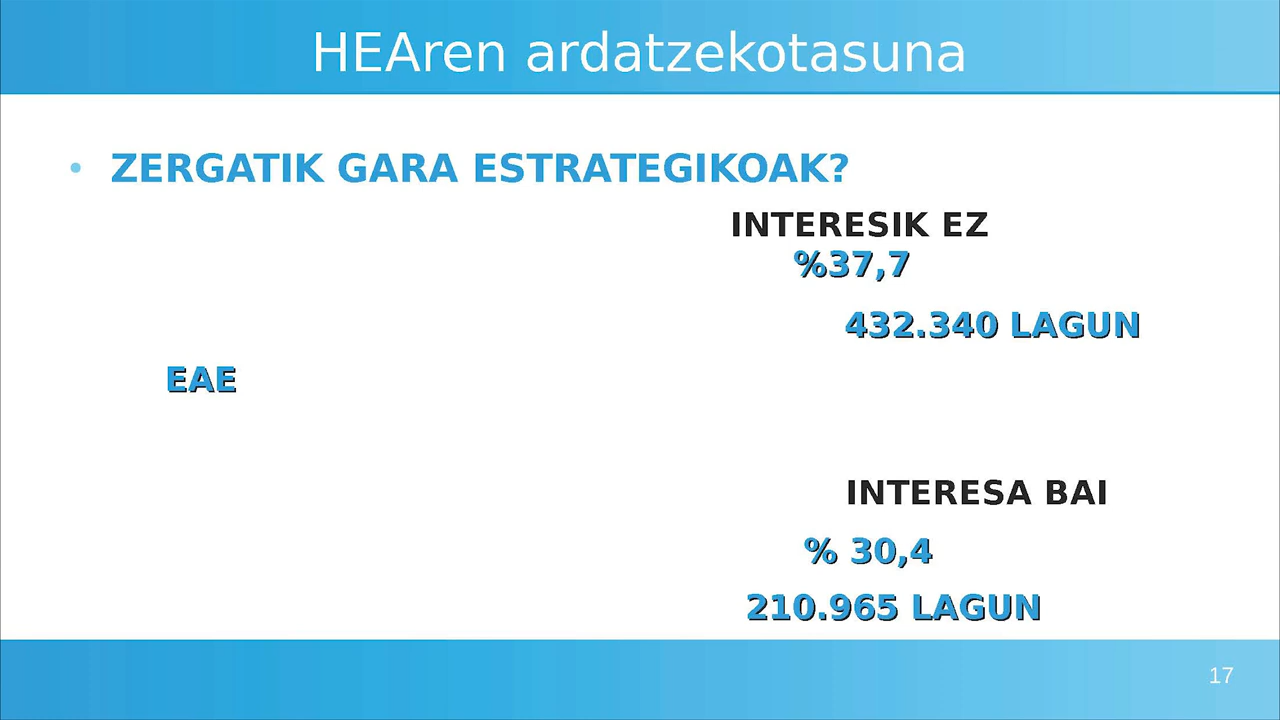 HEAren ardatzekotasuna
• ZERGATIK GARA ESTRATEGIKOAK?
INTERESIK EZ
%37,7
432.340 LAGUN
EAE
INTERESA BAI
% 30,4
210.965 LAGUN
17